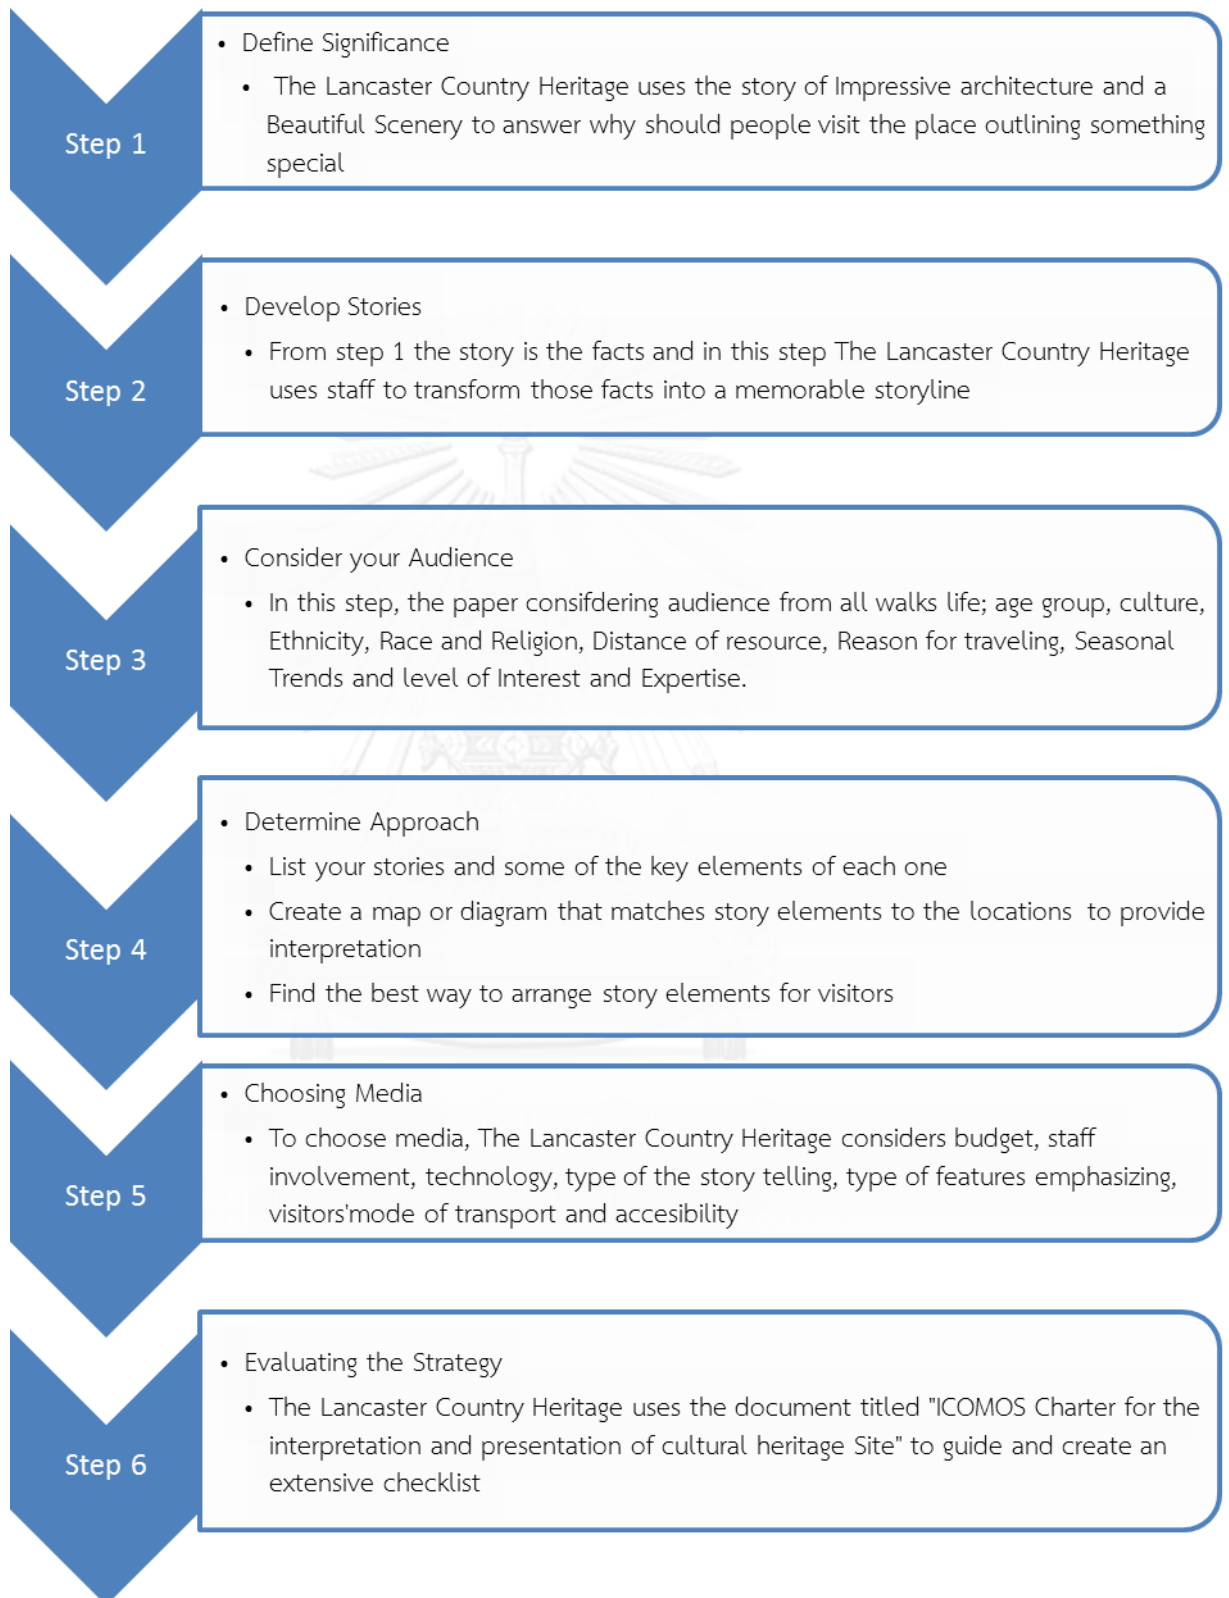 Step 1
• Define Significance
• The Lancaster Country Heritage uses the story of Impressive architecture and a
Beautiful Scenery to answer why should people visit the place outlining something
special
Step 2
• Develop Stories
• From step 1 the story is the facts and in this step The Lancaster Country Heritage
uses staff to transform those facts into a memorable storyline
Step 3
• Consider your Audience
• In this step, the paper consifdering audience from all walks life; age group, culture,
Ethnicity, Race and Religion, Distance of resource, Reason for traveling, Seasonal
Trends and level of Interest and Expertise.
Step 4
• Determine Approach
• List your stories and some of the key elements of each one
• Create a map or diagram that matches story elements to the locations to provide
interpretation
• Find the best way to arrange story elements for visitors
Step 5
• Choosing Media
• To choose media, The Lancaster Country Heritage considers budget, staff
involvement, technology, type of the story telling, type of features emphasizing,
visitors'mode of transport and accesibility
Step 6
• Evaluating the Strategy
• The Lancaster Country Heritage uses the document titled "ICOMOS Charter for the
interpretation and presentation of cultural heritage Site" to guide and create an
extensive checklist